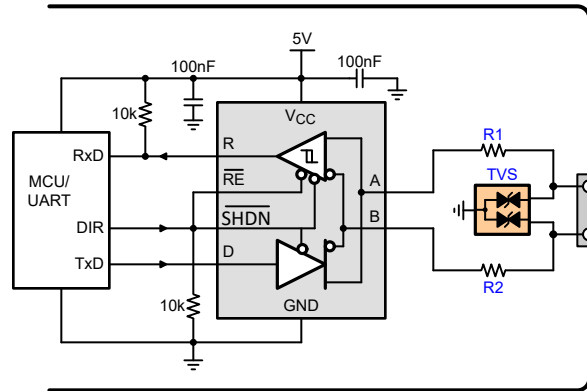 5V
100nF
100nF
10k
VCC
R1
RxD
R
TVS
MCU/
UART
RE
A
SHDN
B
DIR
D
TxD
R2
10k
GND